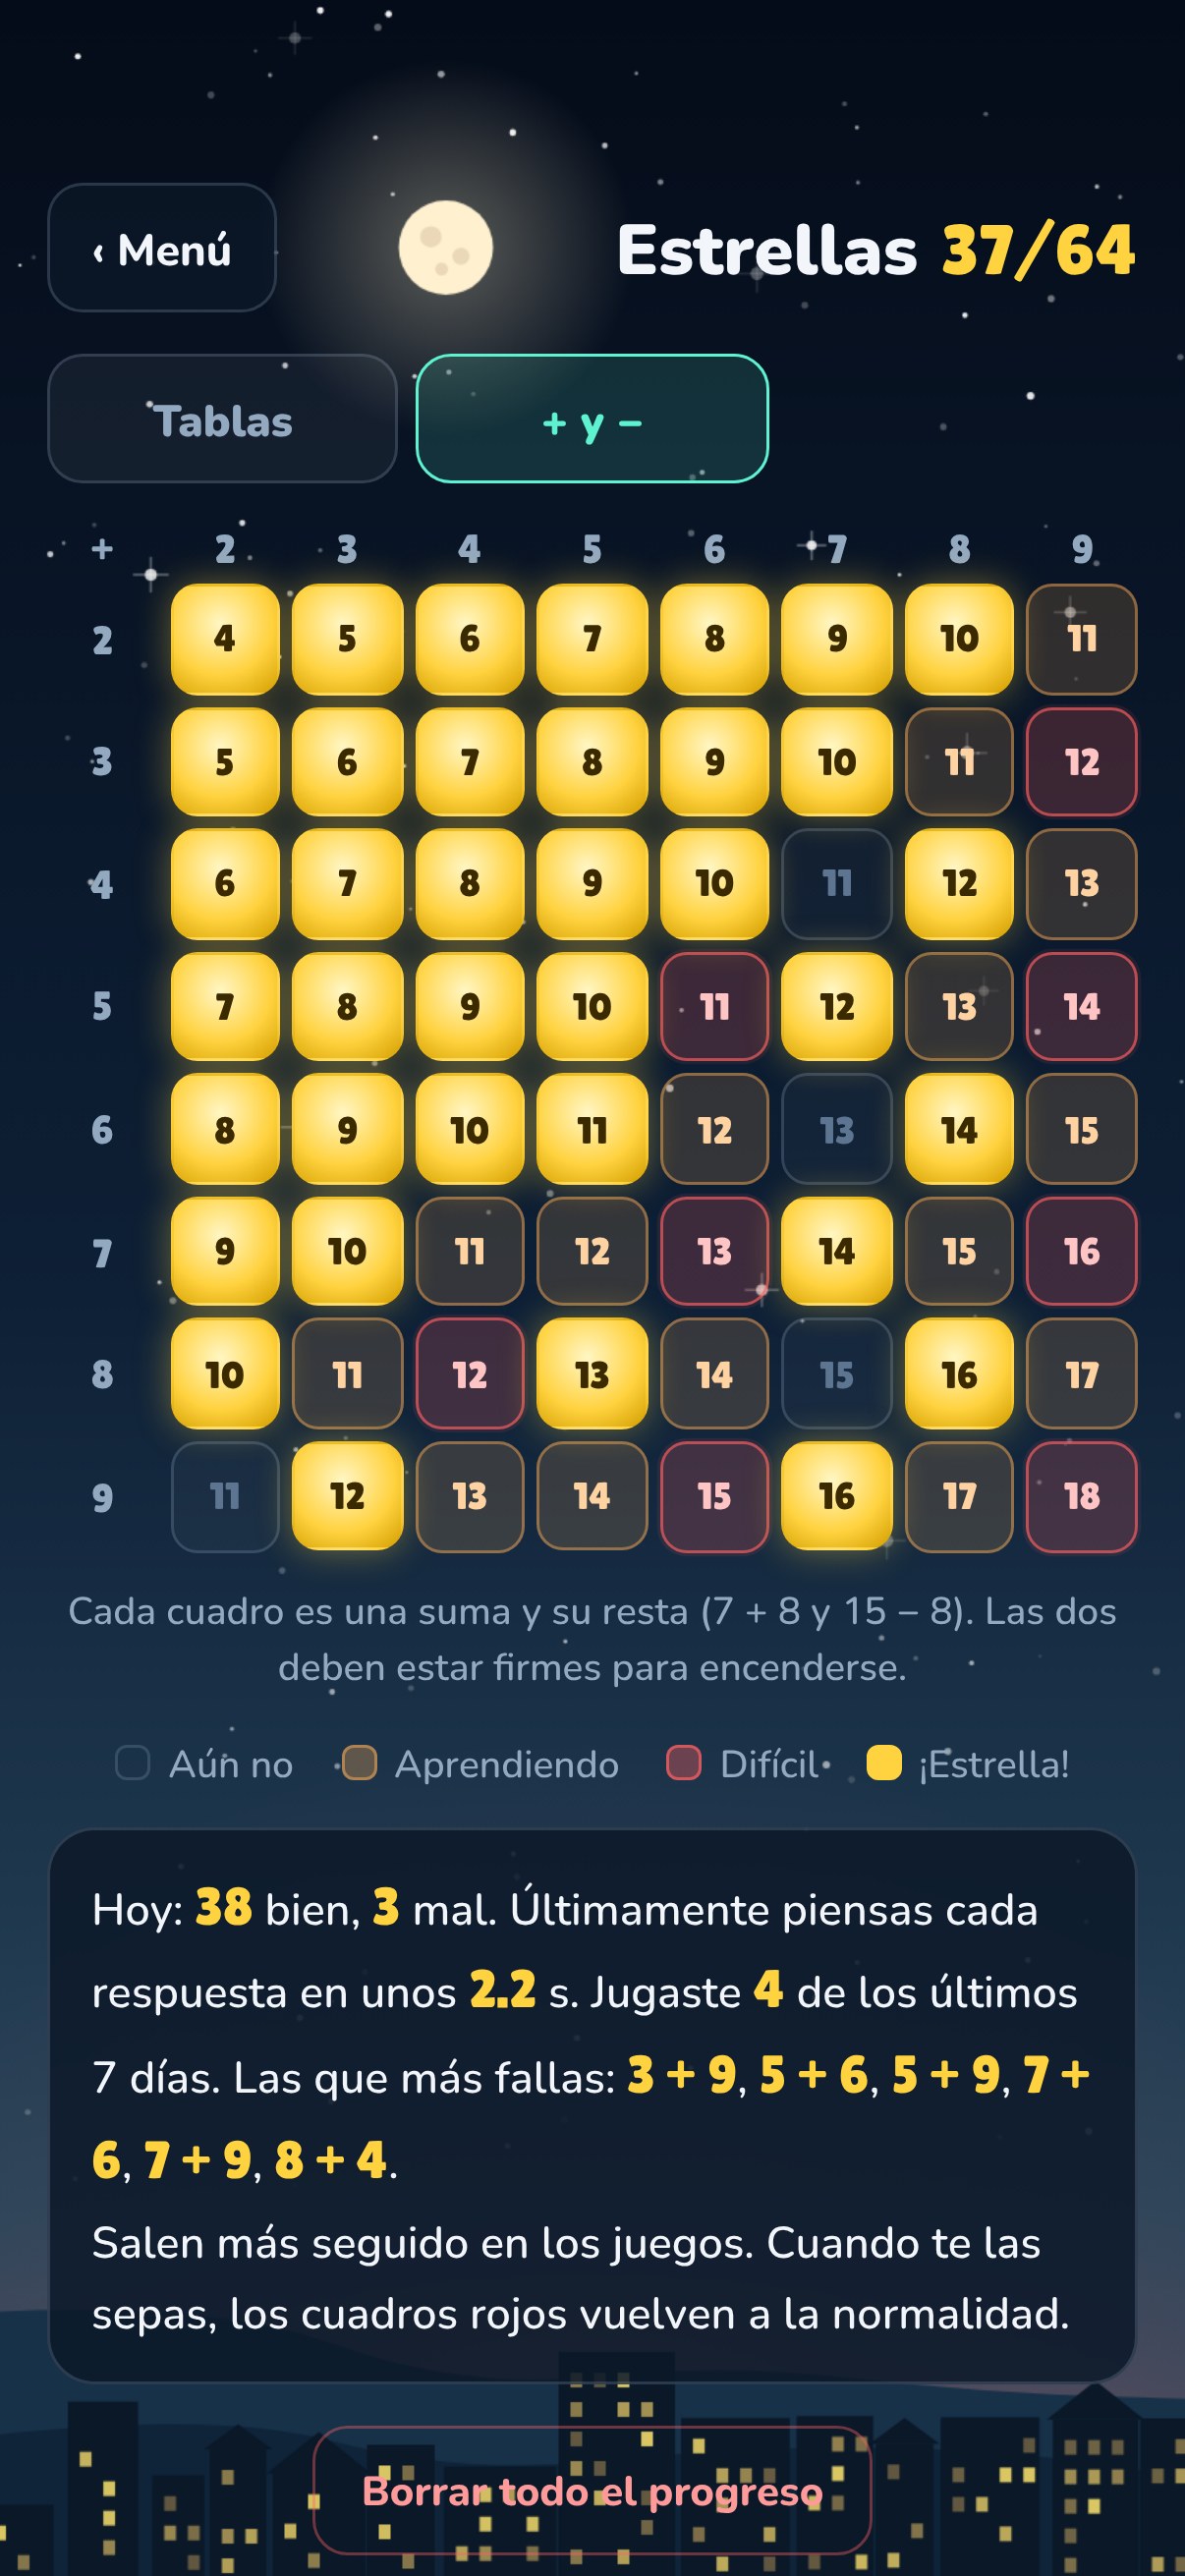 ‹ Menú
Estrellas 37/64
Tablas
+ y −
+ 2 3 4 5 6 7 8 9
2 4 5 6 7 8 9 10 11
3 5 6 7 8 9 10 11 12
4 6 7 8 9 10 11 12 13
5 7 8 9 10 11 12 13 14
6 8 9 10 11 12 13 14 15
7 9 10 11 12 13 14 15 16
8 10 11 12 13 14 15 16 17
9 11 12 13 14 15 16 17 18
Cada cuadro es una suma y su resta (7 + 8 y 15 − 8). Las dos
deben estar firmes para encenderse.
Aún no Aprendiendo Difícil ¡Estrella!
Hoy: 38 bien, 3 mal. Últimamente piensas cada
respuesta en unos 2.2 s. Jugaste 4 de los últimos
7 días. Las que más fallas: 3 + 9, 5 + 6, 5 + 9, 7 +
6, 7 + 9, 8 + 4.
Salen más seguido en los juegos. Cuando te las
sepas, los cuadros rojos vuelven a la normalidad.
Borrar todo el progreso